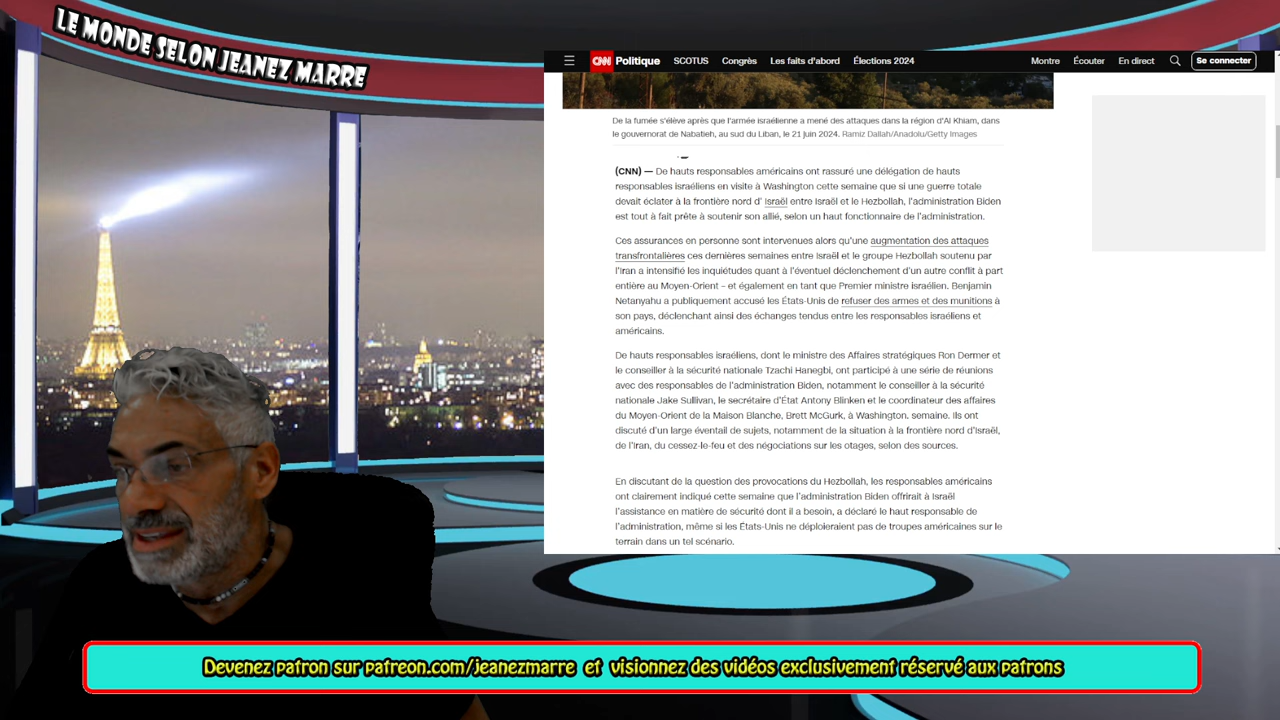 LE MONDE SELON JEANEZ MARRE
CNN Politique SCOTUS Congrès Les faits d'abord Élections 2024 Montre Écouter En direct Se connecter
De la fumée s'élève après que l'armée israélienne a mené des attaques dans la région d'Al Khiam, dans
le gouvernorat de Nabatieh, au sud du Liban, le 21 juin 2024. Ramiz Dallah/Anadolu/Getty Images
(CNN) — De hauts responsables américains ont rassuré une délégation de hauts
responsables israéliens en visite à Washington cette semaine que si une guerre totale
devait éclater à la frontière nord d' Israël entre Israël et le Hezbollah, l'administration Biden
est tout à fait prête à soutenir son allié, selon un haut fonctionnaire de l'administration.
Ces assurances en personne sont intervenues alors qu'une augmentation des attaques
transfrontalières ces dernières semaines entre Israël et le groupe Hezbollah soutenu par
l'Iran a intensifié les inquiétudes quant à l'éventuel déclenchement d'un autre conflit à part
entière au Moyen-Orient - et également en tant que Premier ministre israélien. Benjamin
Netanyahu a publiquement accusé les États-Unis de refuser des armes et des munitions à
son pays, déclenchant ainsi des échanges tendus entre les responsables israéliens et
américains.
De hauts responsables israéliens, dont le ministre des Affaires stratégiques Ron Dermer et
le conseiller à la sécurité nationale Tzachi Hanegbi, ont participé à une série de réunions
avec des responsables de l'administration Biden, notamment le conseiller à la sécurité
nationale Jake Sullivan, le secrétaire d'État Antony Blinken et le coordinateur des affaires
du Moyen-Orient de la Maison Blanche, Brett McGurk, à Washington. semaine. Ils ont
discuté d'un large éventail de sujets, notamment de la situation à la frontière nord d'Israël,
de l'Iran, du cessez-le-feu et des négociations sur les otages, selon des sources.
En discutant de la question des provocations du Hezbollah, les responsables américains
ont clairement indiqué cette semaine que l'administration Biden offrirait à Israël
l'assistance en matière de sécurité dont il a besoin, a déclaré le haut responsable de
l'administration, même si les États-Unis ne déploieraient pas de troupes américaines sur le
terrain dans un tel scénario.
Devenez patron sur patreon.com/jeanezmarre et visionnez des vidéos exclusivement réservé aux patrons